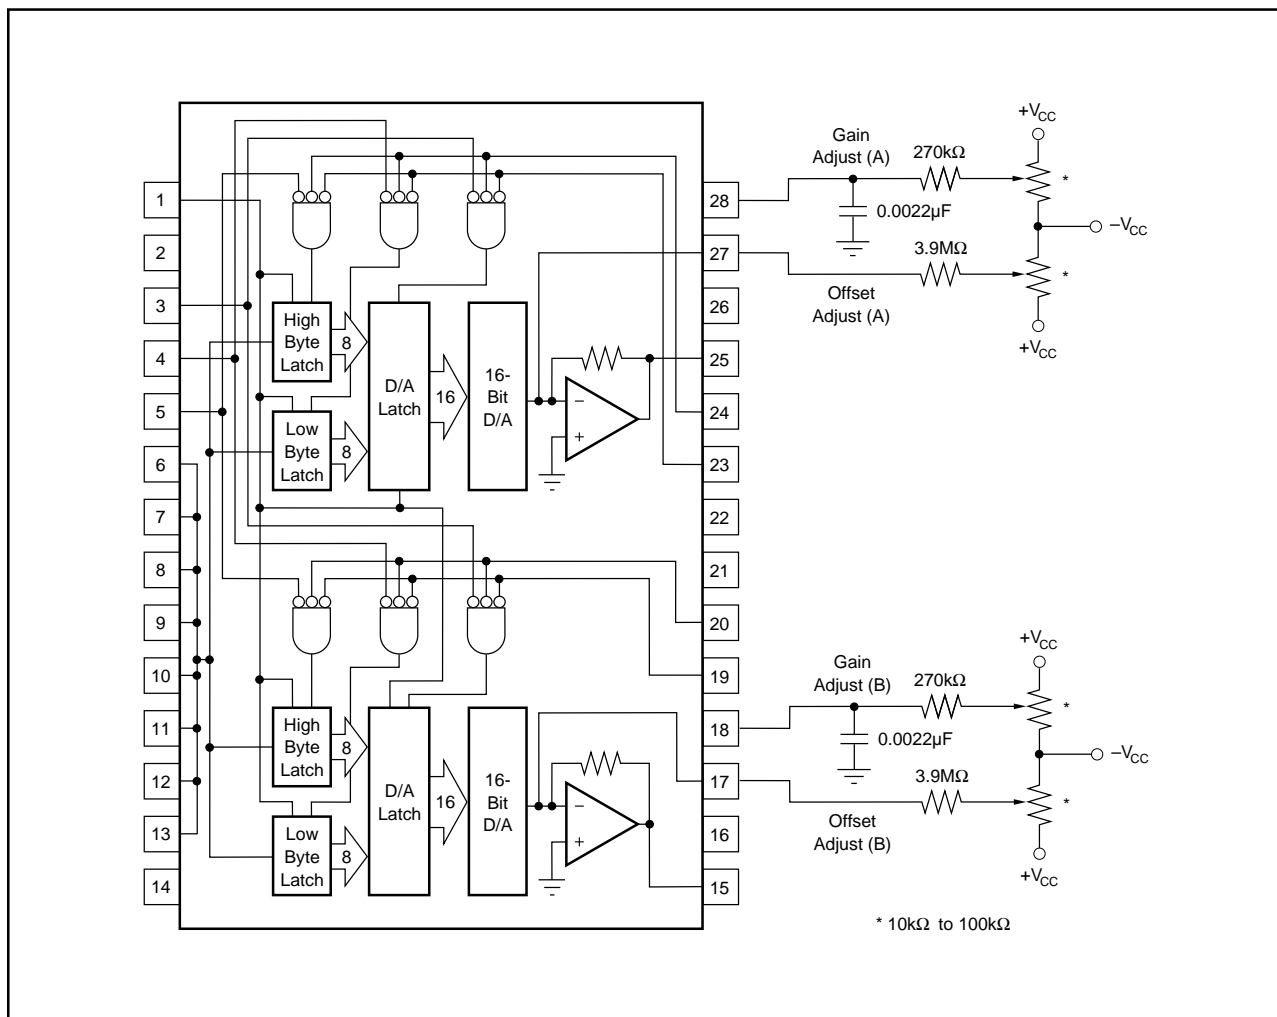 1
2
3
4
5
6
7
8
9
10
11
12
13
14
28
27
26
25
24
23
22
21
20
19
18
17
16
15
High
Byte
Latch
8
Low
Byte
Latch
8
D/A
Latch
16
16-
Bit
D/A
−
+
High
Byte
Latch
8
Low
Byte
Latch
8
D/A
Latch
16
16-
Bit
D/A
−
+
Gain
Adjust (A)
270kΩ
0.0022µF
+VCC
*
−VCC
3.9MΩ
*
Offset
Adjust (A)
+VCC
Gain
Adjust (B)
270kΩ
0.0022µF
+VCC
*
−VCC
3.9MΩ
*
Offset
Adjust (B)
+VCC
* 10kΩ to 100kΩ